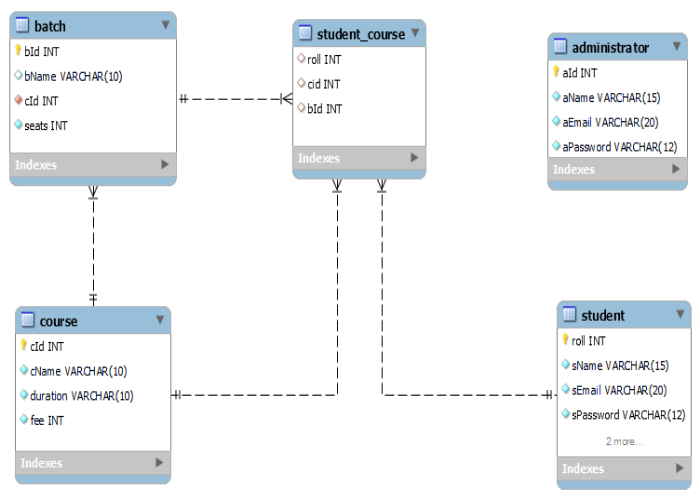 batch
bId INT
bName VARCHAR(10)
cId INT
seats INT
Indexes
student_course
roll INT
cid INT
bId INT
administrator
aId INT
aName VARCHAR(15)
aEmail VARCHAR(20)
aPassword VARCHAR(12)
Indexes
course
cId INT
cName VARCHAR(10)
duration VARCHAR(10)
fee INT
Indexes
student
roll INT
sName VARCHAR(15)
sEmail VARCHAR(20)
sPassword VARCHAR(12)
2 more...
Indexes